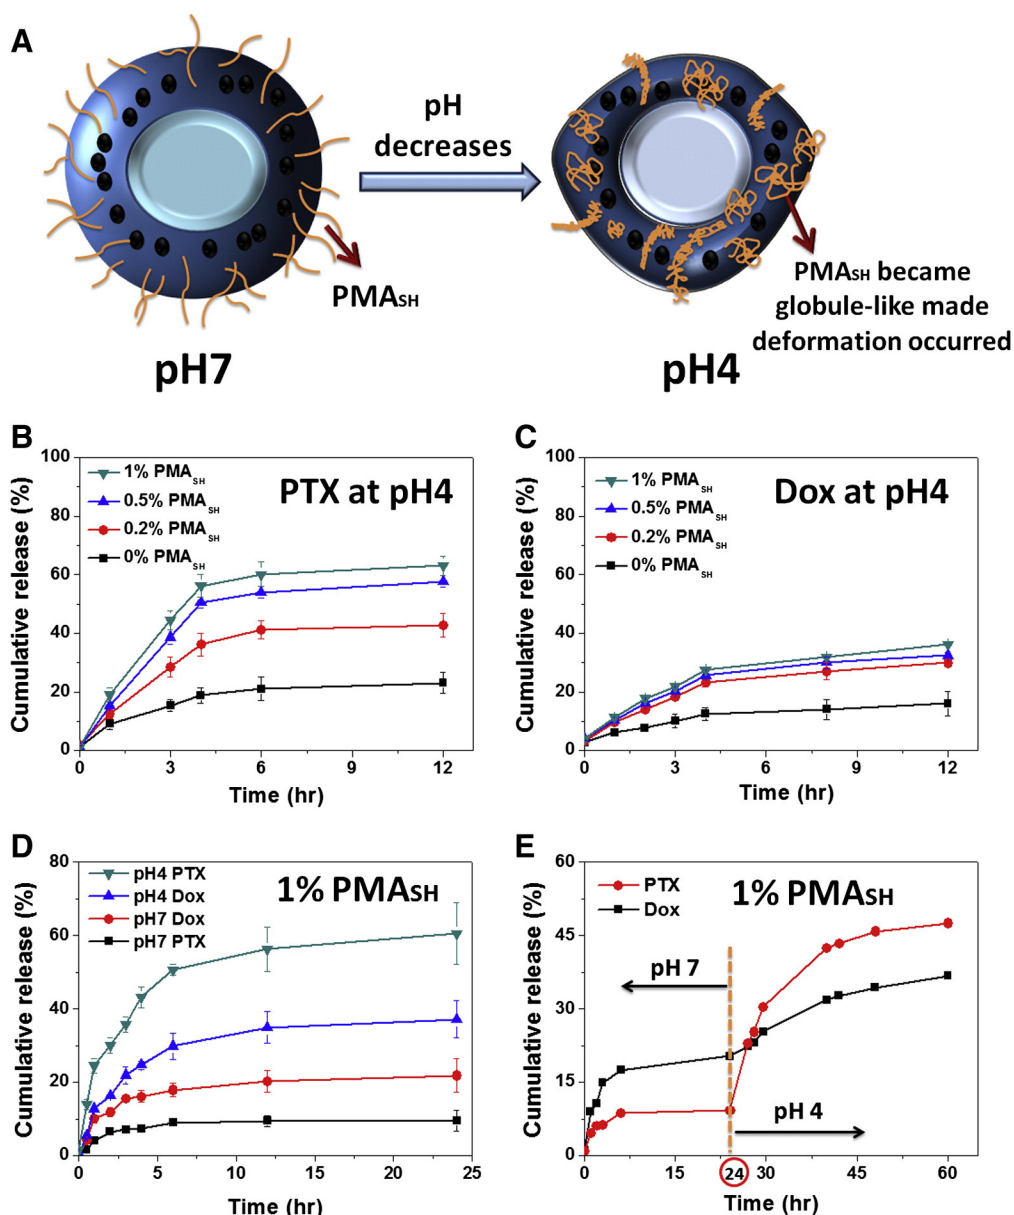 A
pH
decreases
PMASH
PMASH became
globule-like made
deformation occurred
pH7
pH4
B
100
80
60
40
20
0
Cumulative release (%)
1% PMASH
0.5% PMASH
0.2% PMASH
0% PMASH
PTX at pH4
0 3 6 9 12
Time (hr)
C
100
80
60
40
20
0
Cumulative release (%)
1% PMASH
0.5% PMASH
0.2% PMASH
0% PMASH
Dox at pH4
0 3 6 9 12
Time (hr)
D
80
60
40
20
0
Cumulative release (%)
pH4 PTX
pH4 Dox
pH7 Dox
pH7 PTX
1% PMASH
0 5 10 15 20 25
Time (hr)
E
60
45
30
15
0
Cumulative release (%)
PTX
Dox
1% PMASH
pH 7
pH 4
0 15 24 30 45 60
Time (hr)